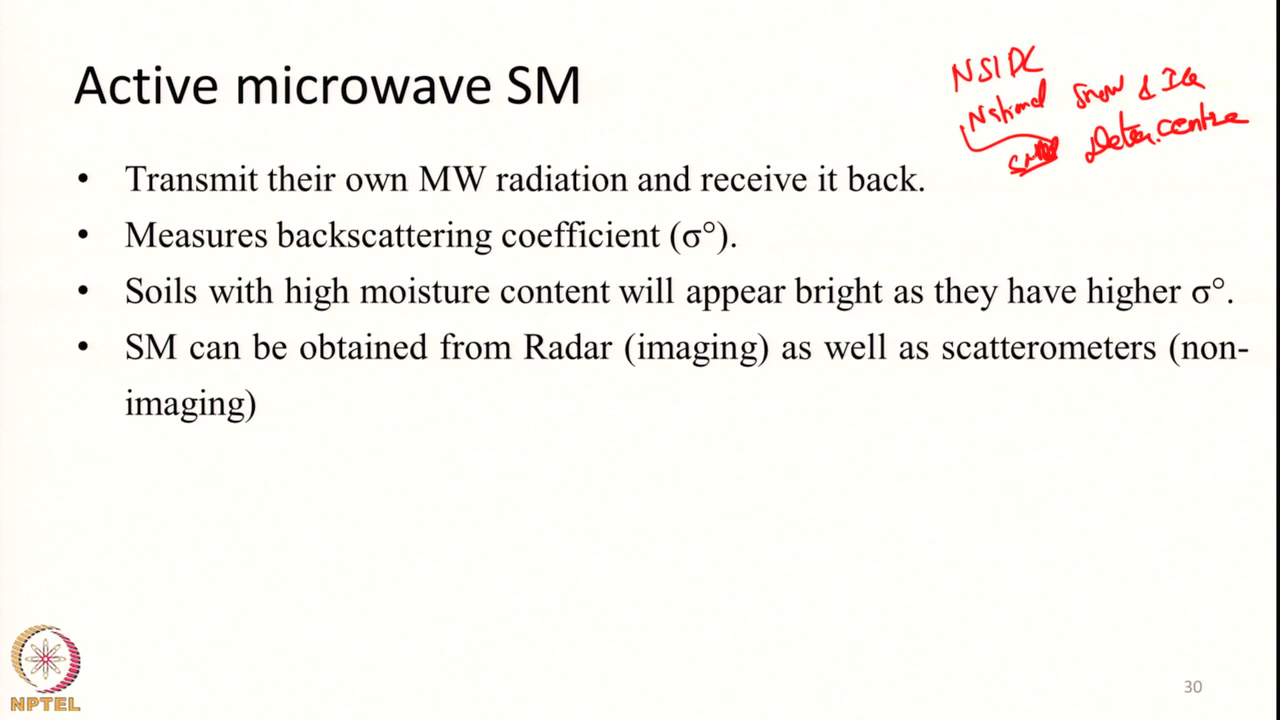 Active microwave SM
NSIDC
National Snow & Ice
Data centre
• Transmit their own MW radiation and receive it back.
• Measures backscattering coefficient (σ°).
• Soils with high moisture content will appear bright as they have higher σ°.
• SM can be obtained from Radar (imaging) as well as scatterometers (non-
imaging)
NPTEL
30